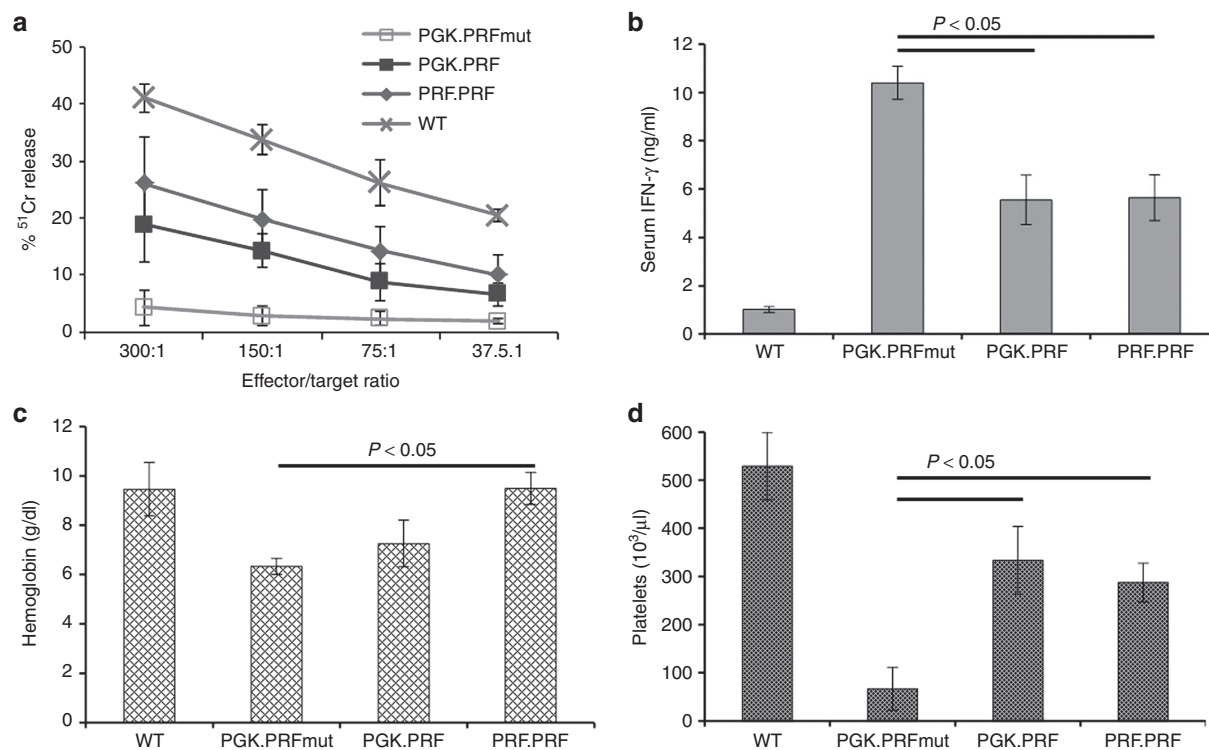 a
50
40
30
20
10
0
% ⁵¹Cr release
PGK.PRFmut
PGK.PRF
PRF.PRF
WT
300:1
150:1
75:1
37.5.1
Effector/target ratio
b
P < 0.05
12
10
8
6
4
2
0
Serum IFN-γ (ng/ml)
WT
PGK.PRFmut
PGK.PRF
PRF.PRF
c
P < 0.05
12
10
8
6
4
2
0
Hemoglobin (g/dl)
WT
PGK.PRFmut
PGK.PRF
PRF.PRF
d
P < 0.05
600
500
400
300
200
100
0
Platelets (10³/μl)
WT
PGK.PRFmut
PGK.PRF
PRF.PRF